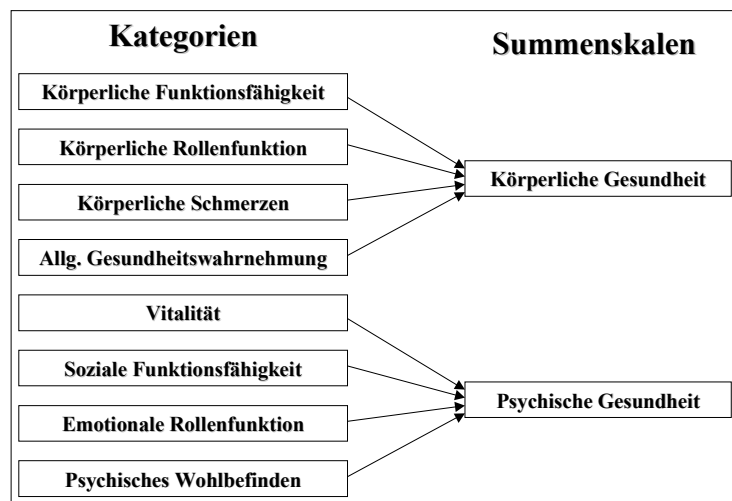 Kategorien
Summenskalen
Körperliche Funktionsfähigkeit
Körperliche Rollenfunktion
Körperliche Schmerzen
Allg. Gesundheitswahrnehmung
Körperliche Gesundheit
Vitalität
Soziale Funktionsfähigkeit
Emotionale Rollenfunktion
Psychisches Wohlbefinden
Psychische Gesundheit